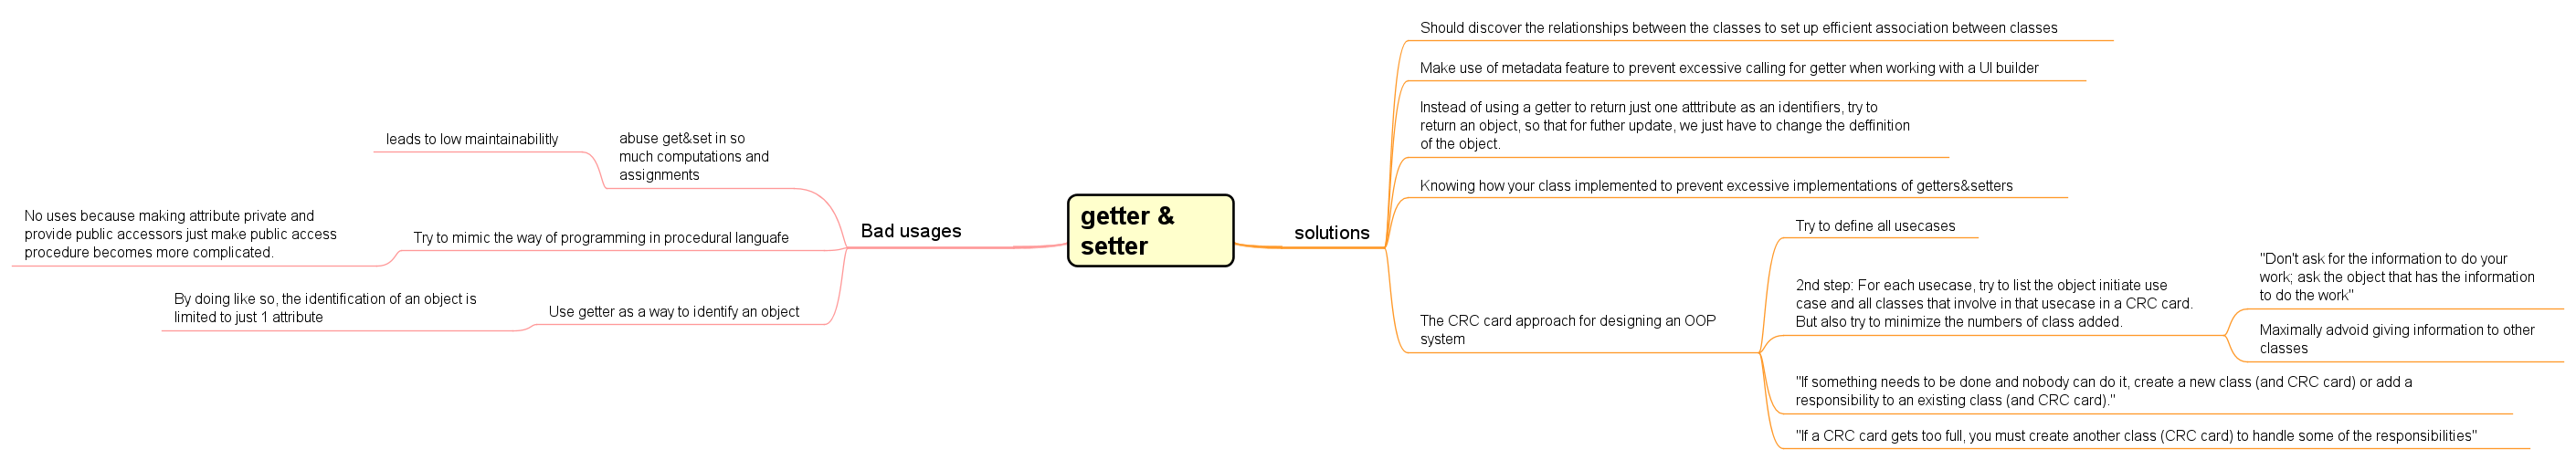 getter &
setter
Bad usages
abuse get&set in so
much computations and
assignments
leads to low maintainabilitly
Try to mimic the way of programming in procedural languafe
No uses because making attribute private and
provide public accessors just make public access
procedure becomes more complicated.
Use getter as a way to identify an object
By doing like so, the identification of an object is
limited to just 1 attribute
solutions
Should discover the relationships between the classes to set up efficient association between classes
Make use of metadata feature to prevent excessive calling for getter when working with a UI builder
Instead of using a getter to return just one atttribute as an identifiers, try to
return an object, so that for futher update, we just have to change the deffinition
of the object.
Knowing how your class implemented to prevent excessive implementations of getters&setters
The CRC card approach for designing an OOP
system
Try to define all usecases
2nd step: For each usecase, try to list the object initiate use
case and all classes that involve in that usecase in a CRC card.
But also try to minimize the numbers of class added.
"Don't ask for the information to do your
work; ask the object that has the information
to do the work"
Maximally advoid giving information to other
classes
"If something needs to be done and nobody can do it, create a new class (and CRC card) or add a
responsibility to an existing class (and CRC card)."
"If a CRC card gets too full, you must create another class (CRC card) to handle some of the responsibilities"